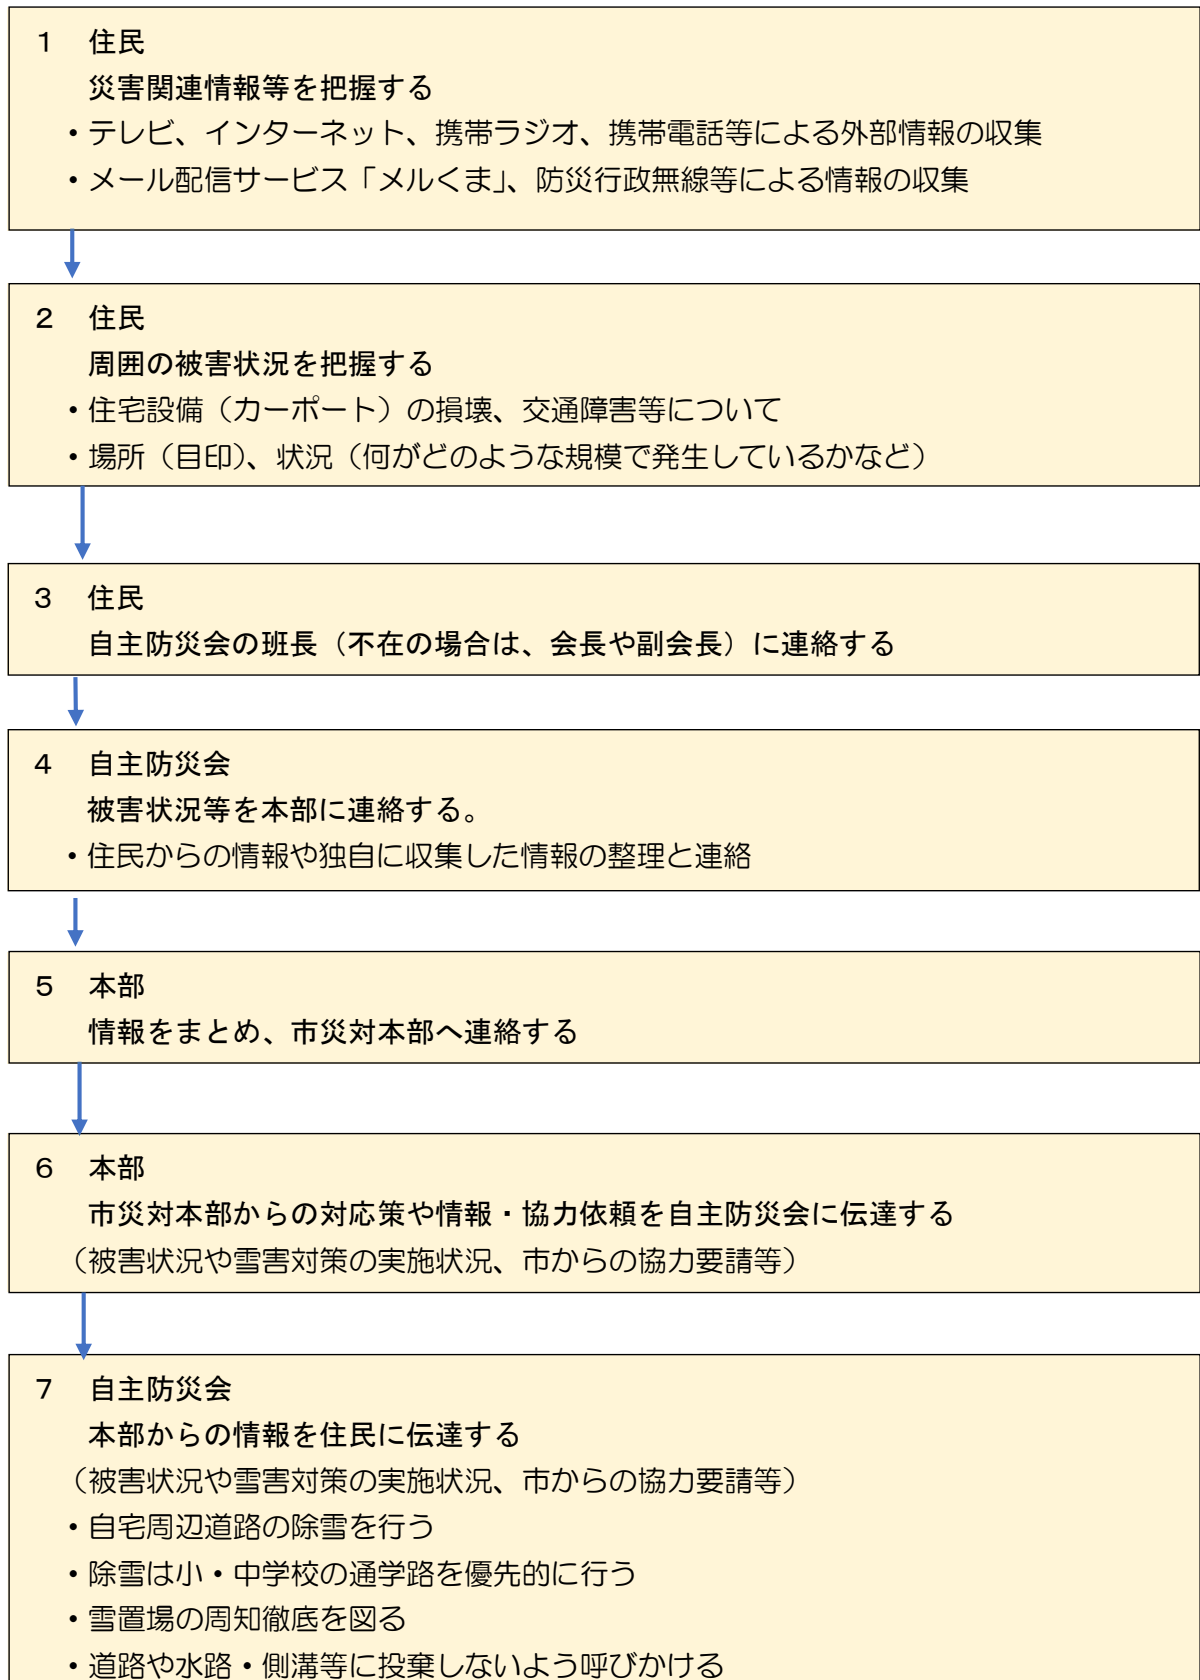 １　住民
災害関連情報等を把握する
・テレビ、インターネット、携帯ラジオ、携帯電話等による外部情報の収集
・メール配信サービス「メルくま」、防災行政無線等による情報の収集
２　住民
周囲の被害状況を把握する
・住宅設備（カーポート）の損壊、交通障害等について
・場所（目印）、状況（何がどのような規模で発生しているかなど）
３　住民
自主防災会の班長（不在の場合は、会長や副会長）に連絡する
４　自主防災会
被害状況等を本部に連絡する。
・住民からの情報や独自に収集した情報の整理と連絡
５　本部
情報をまとめ、市災対本部へ連絡する
６　本部
市災対本部からの対応策や情報・協力依頼を自主防災会に伝達する
（被害状況や雪害対策の実施状況、市からの協力要請等）
７　自主防災会
本部からの情報を住民に伝達する
（被害状況や雪害対策の実施状況、市からの協力要請等）
・自宅周辺道路の除雪を行う
・除雪は小・中学校の通学路を優先的に行う
・雪置場の周知徹底を図る
・道路や水路・側溝等に投棄しないよう呼びかける